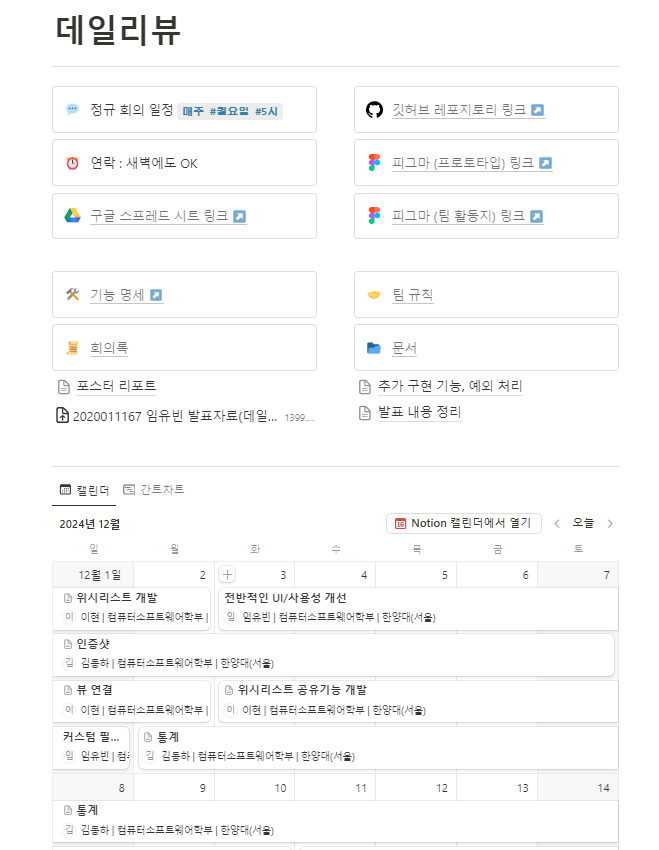 데일리뷰
정규 회의 일정 매주 #월요일 #5시
연락 : 새벽에도 OK
구글 스프레드 시트 링크
깃허브 레포지토리 링크
피그마 (프로토타입) 링크
피그마 (팀 활동지) 링크
기능 명세
회의록
포스터 리포트
2020011167 임유빈 발표자료(데일... 1399....
팀 규칙
문서
추가 구현 기능, 예외 처리
발표 내용 정리
캘린더 간트차트
2024년 12월 16 Notion 캘린더에서 열기 오늘
일 월 화 수 목 금 토
12월 1일 2 3 4 5 6 7
위시리스트 개발 전반적인 UI/사용성 개선
이 이현 | 컴퓨터소프트웨어학부 | 임 임유빈 | 컴퓨터소프트웨어학부 | 한양대(서울)
인증샷
김 김동하 | 컴퓨터소프트웨어학부 | 한양대(서울)
뷰 연결 위시리스트 공유기능 개발
이 이현 | 컴퓨터소프트웨어학부 | 이 이현 | 컴퓨터소프트웨어학부 | 한양대(서울)
커스텀 필... 통계
임 임유빈 | 컴 김 김동하 | 컴퓨터소프트웨어학부 | 한양대(서울)
8 9 10 11 12 13 14
통계
김 김동하 | 컴퓨터소프트웨어학부 | 한양대(서울)